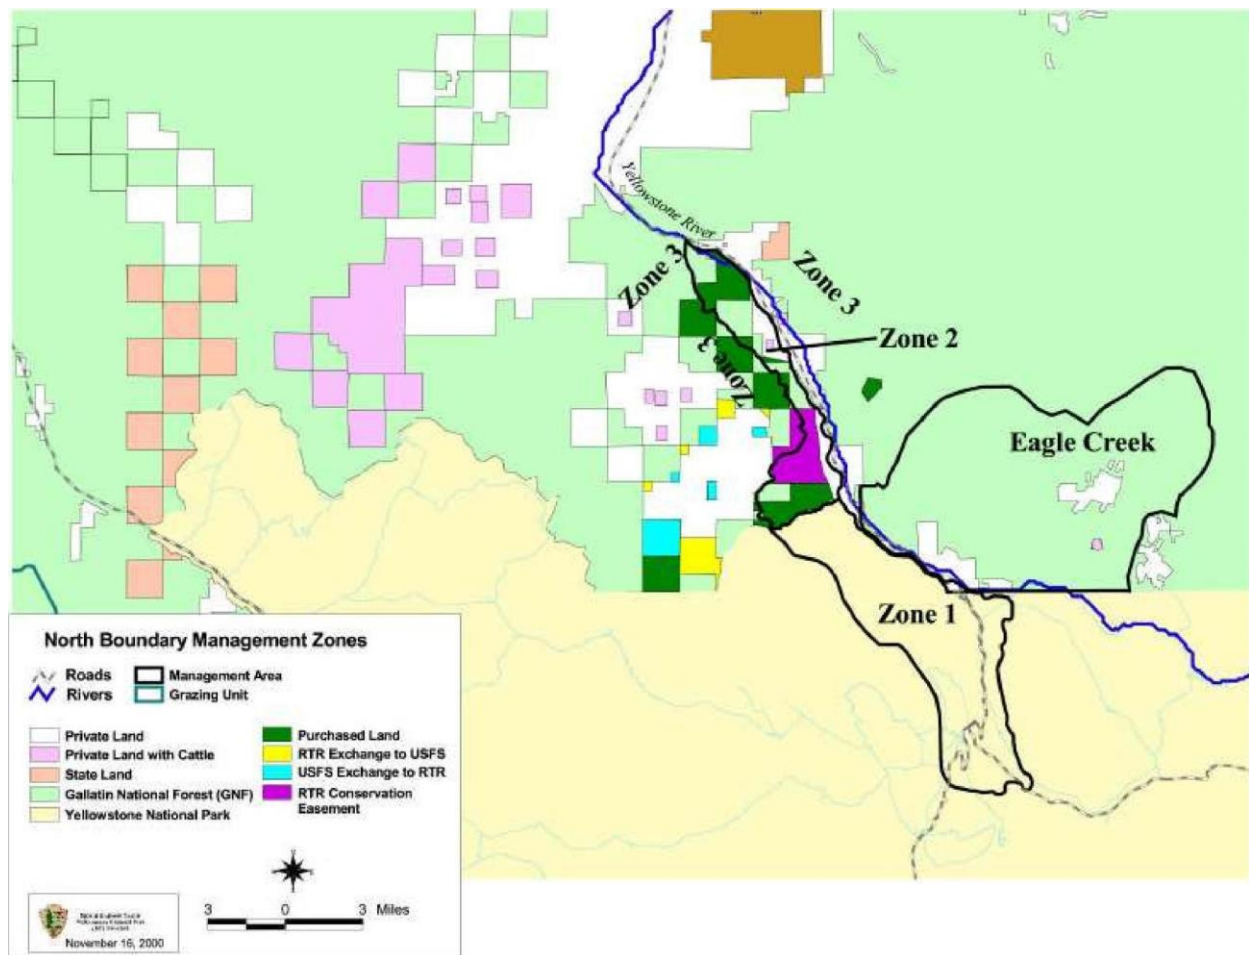 Yellowstone River
Zone 3
Zone 3
Zone 2
Zone 3
Eagle Creek
Zone 1
North Boundary Management Zones
Roads
Management Area
Rivers
Grazing Unit
Private Land
Purchased Land
Private Land with Cattle
RTR Exchange to USFS
State Land
USFS Exchange to RTR
Gallatin National Forest (GNF)
RTR Conservation
Easement
Yellowstone National Park
3 0 3 Miles
November 16, 2000